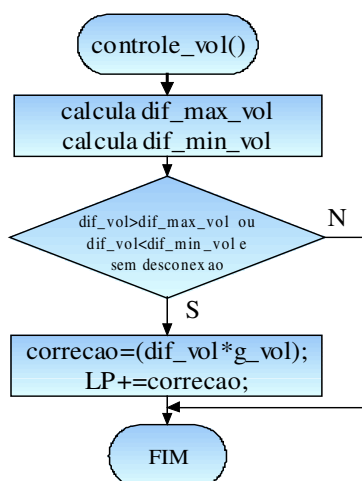 controle_vol()
calcula dif_max_vol
calcula dif_min_vol
dif_vol>dif_max_vol ou
dif_vol<dif_min_vol e
sem desconexao
N
S
correcao=(dif_vol*g_vol);
LP+=correcao;
FIM